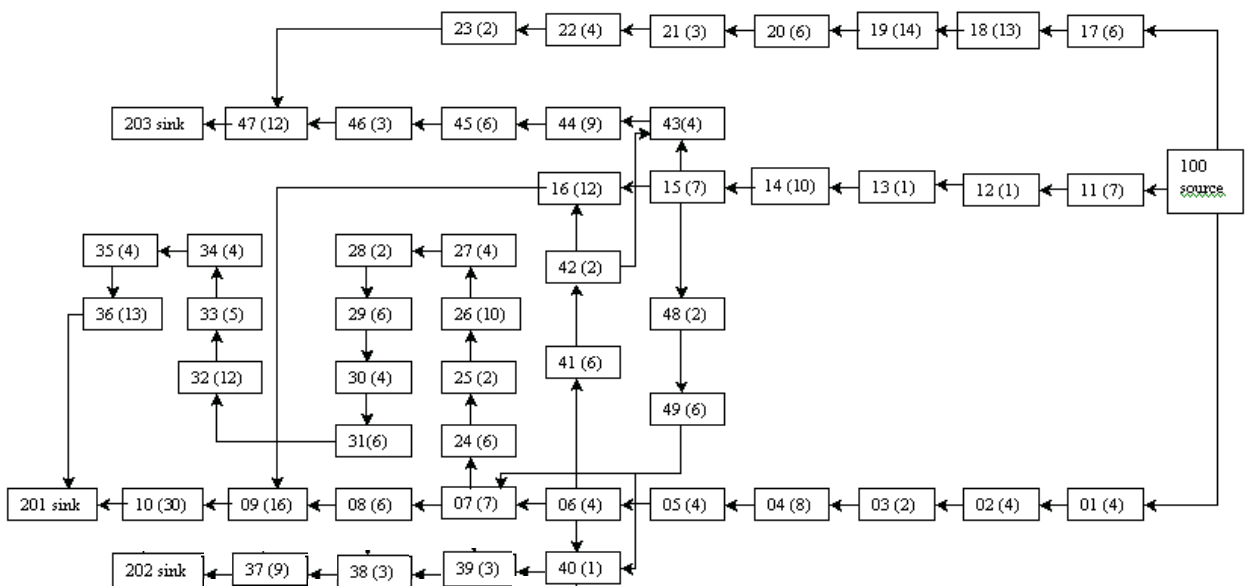 23 (2) 22 (4) 21 (3) 20 (6) 19 (14) 18 (13) 17 (6)
203 sink 47 (12) 46 (3) 45 (6) 44 (9) 43(4)
100
source
16 (12) 15 (7) 14 (10) 13 (1) 12 (1) 11 (7)
35 (4) 34 (4) 28 (2) 27 (4) 42 (2)
36 (13) 33 (5) 29 (6) 26 (10) 48 (2)
32 (12) 30 (4) 25 (2) 41 (6)
49 (6)
31(6) 24 (6)
201 sink 10 (30) 09 (16) 08 (6) 07 (7) 06 (4) 05 (4) 04 (8) 03 (2) 02 (4) 01 (4)
202 sink 37 (9) 38 (3) 39 (3) 40 (1)